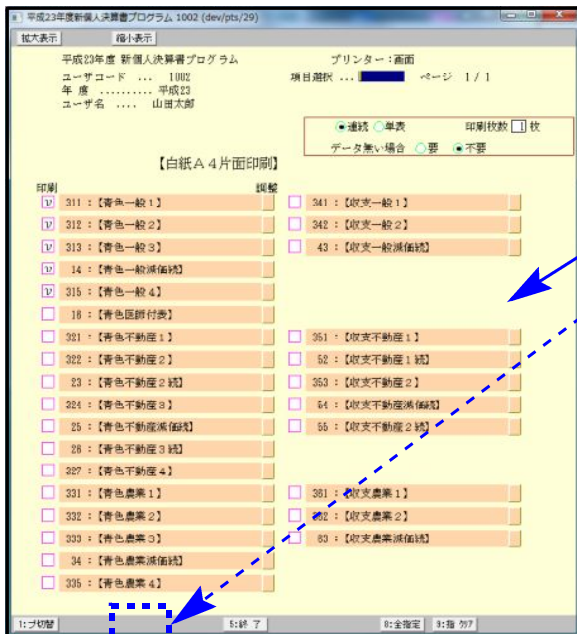 平成23年度新個人決算書プログラム 1002 (dev/pts/29)
拡大表示 縮小表示
平成23年度 新個人決算書プログラム プリンター：画面
ユーザコード ... 1002 項目選択 ... ページ 1 / 1
年 度 ......... 平成23
ユーザ名 .... 山田太郎
連続 単表 印刷枚数 1 枚
データ無い場合 要 不要
【白紙Ａ４片面印刷】
印刷 調整
ν 311 :【青色一般１】 341 :【収支一般１】
ν 312 :【青色一般２】 342 :【収支一般２】
ν 313 :【青色一般３】 43 :【収支一般減価続】
ν 14 :【青色一般減価続】
ν 315 :【青色一般４】
16 :【青色医師付表】
321 :【青色不動産１】 351 :【収支不動産１】
322 :【青色不動産２】 52 :【収支不動産１続】
23 :【青色不動産２続】 353 :【収支不動産２】
324 :【青色不動産３】 54 :【収支不動産減価続】
25 :【青色不動産減価続】 55 :【収支不動産２続】
26 :【青色不動産３続】
327 :【青色不動産４】
331 :【青色農業１】 361 :【収支農業１】
332 :【青色農業２】 362 :【収支農業２】
333 :【青色農業３】 63 :【収支農業減価続】
34 :【青色農業減価続】
335 :【青色農業４】
1:プ切替 5:終 了 8:全指定 9:指 ｸﾘｱ